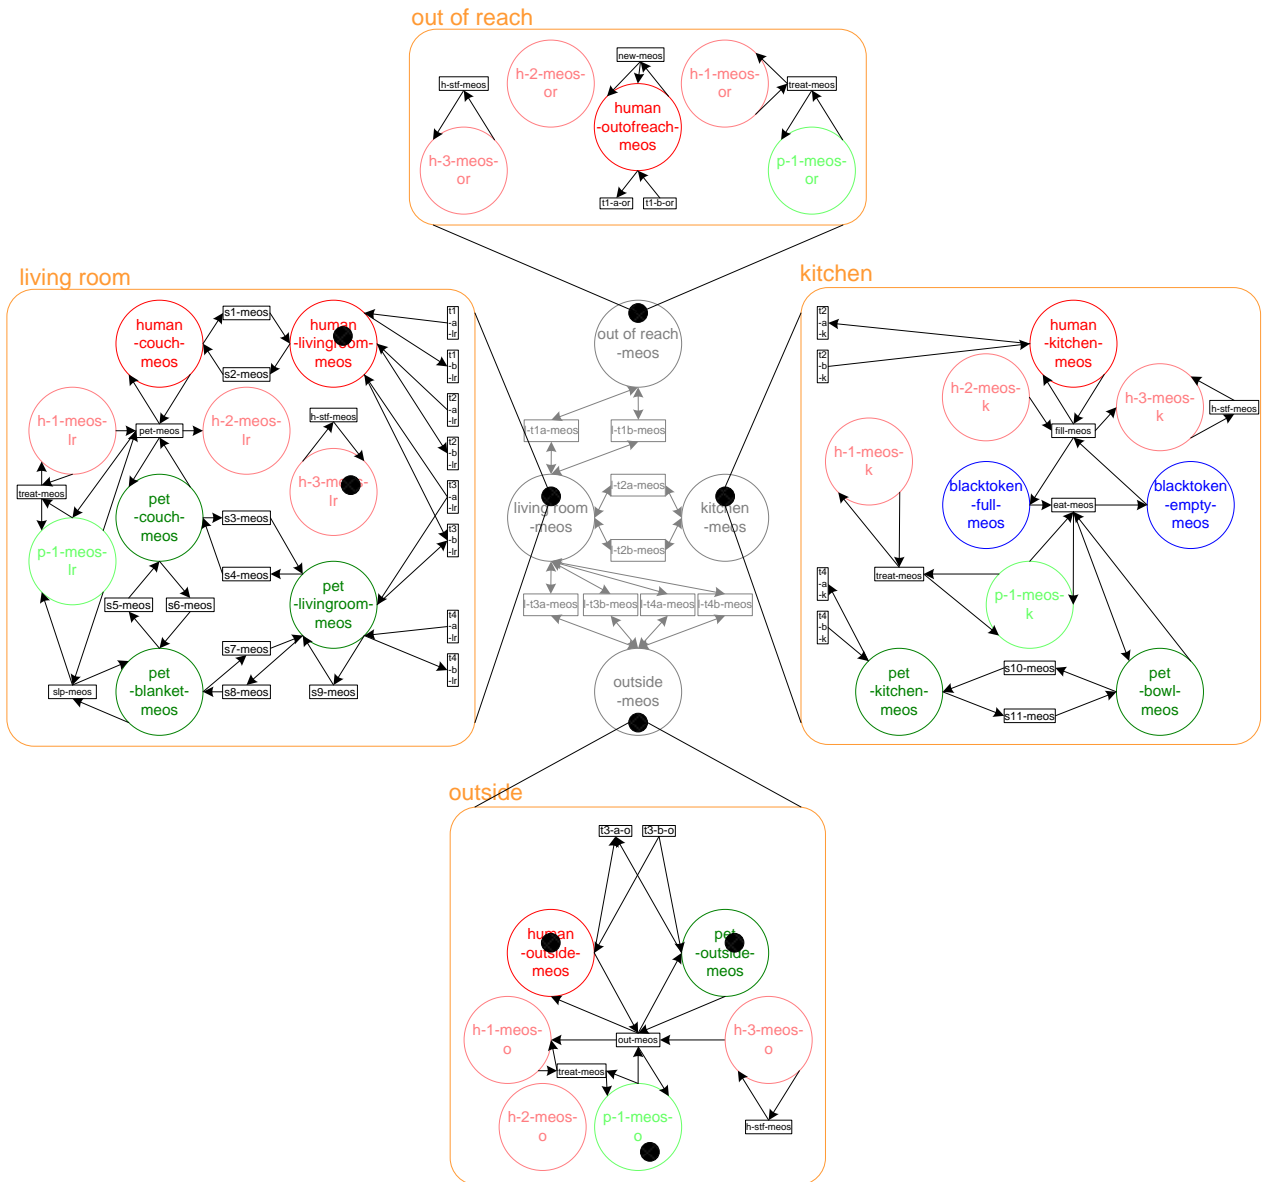 out of reach
new-meos
h-2-meos-
or
h-1-meos-
or
h-stf-meos
treat-meos
human
-outofreach-
meos
h-3-meos-
or
p-1-meos-
or
t1-a-or
t1-b-or
living room
human
-couch-
meos
s1-meos
human
-livingroom-
meos
s2-meos
t1
-a
-lr
t1
-b
-lr
t2
-a
-lr
t2
-b
-lr
t3
-a
-lr
t3
-b
-lr
t4
-a
-lr
t4
-b
-lr
h-1-meos-
lr
pet-meos
h-2-meos-
lr
h-stf-meos
h-3-meos-
lr
treat-meos
pet
-couch-
meos
s3-meos
p-1-meos-
lr
s4-meos
s5-meos
s6-meos
pet
-livingroom-
meos
s7-meos
slp-meos
pet
-blanket-
meos
s8-meos
s9-meos
out of reach
-meos
l-t1a-meos
l-t1b-meos
living room
-meos
l-t2a-meos
kitchen
-meos
l-t2b-meos
l-t3a-meos
l-t3b-meos
l-t4a-meos
l-t4b-meos
outside
-meos
kitchen
t2
-a
-k
t2
-b
-k
human
-kitchen-
meos
h-2-meos-
k
h-3-meos-
k
h-stf-meos
fill-meos
h-1-meos-
k
blacktoken
-full-
meos
eat-meos
blacktoken
-empty-
meos
treat-meos
t4
-a
-k
t4
-b
-k
p-1-meos-
k
pet
-kitchen-
meos
s10-meos
s11-meos
pet
-bowl-
meos
outside
t3-a-o
t3-b-o
human
-outside-
meos
pet
-outside-
meos
h-1-meos-
o
out-meos
h-3-meos-
o
treat-meos
h-2-meos-
o
p-1-meos-
o
h-stf-meos